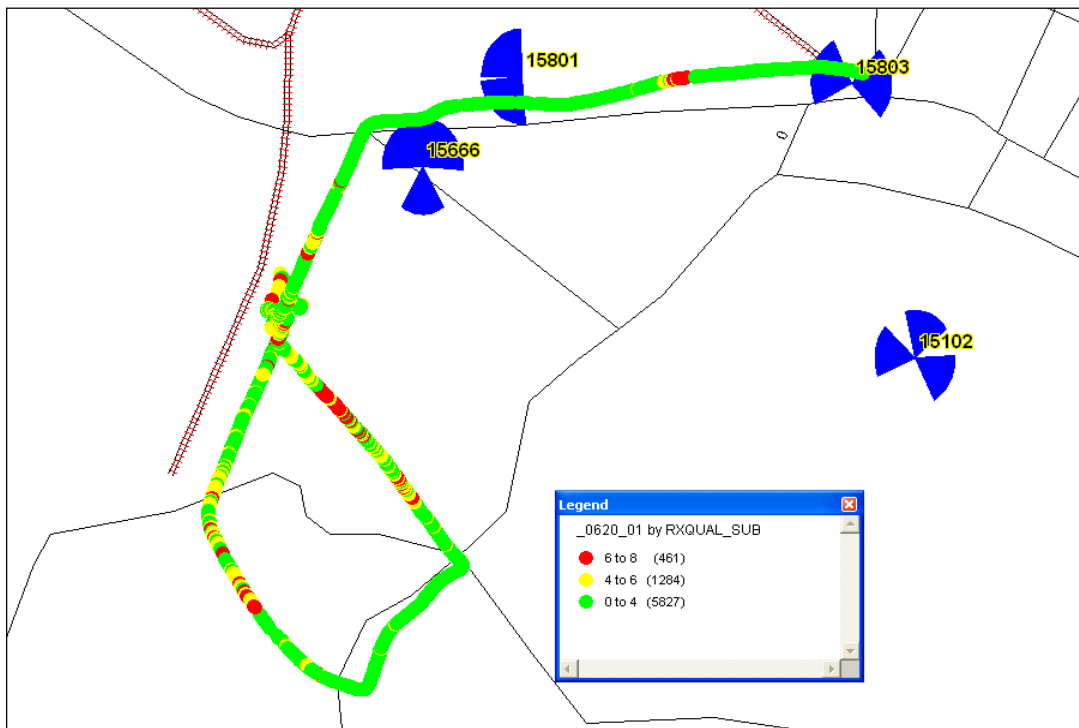 15801
15803
15666
0
15102
Legend
_0620_01 by RXQUAL_SUB
6 to 8 (461)
4 to 6 (1284)
0 to 4 (5827)